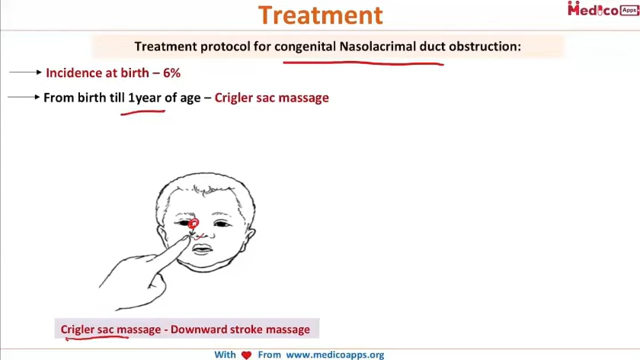 Treatment
Medico Apps
Treatment protocol for congenital Nasolacrimal duct obstruction:
Incidence at birth – 6%
From birth till 1year of age – Crigler sac massage
Crigler sac massage - Downward stroke massage
With From www.medicoapps.org